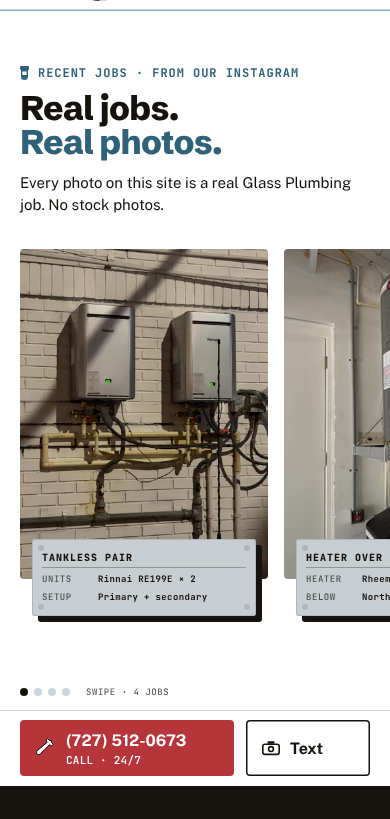 RECENT JOBS · FROM OUR INSTAGRAM
Real jobs.
Real photos.
Every photo on this site is a real Glass Plumbing
job. No stock photos.
TANKLESS PAIR
UNITS Rinnai RE199E × 2
SETUP Primary + secondary
HEATER OVER
HEATER Rheem
BELOW North
SWIPE · 4 JOBS
(727) 512-0673
CALL · 24/7
Text